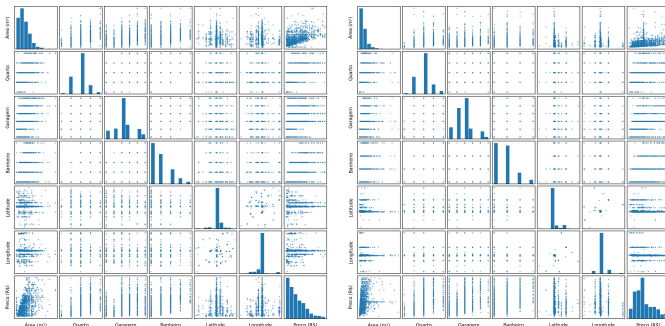 Área (m²) Área (m²)
Quarto Quarto
Garagem Garagem
Banheiro Banheiro
Latitude Latitude
Longitude Longitude
Preço (R$) Preço (R$)
Área (m²) Quarto Garagem Banheiro Latitude Longitude Preço (R$) Área (m²) Quarto Garagem Banheiro Latitude Longitude Preço (R$)